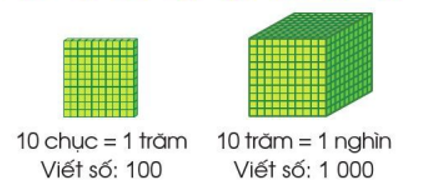 10 chục = 1 trăm
Viết số: 100
10 trăm = 1 nghìn
Viết số: 1 000